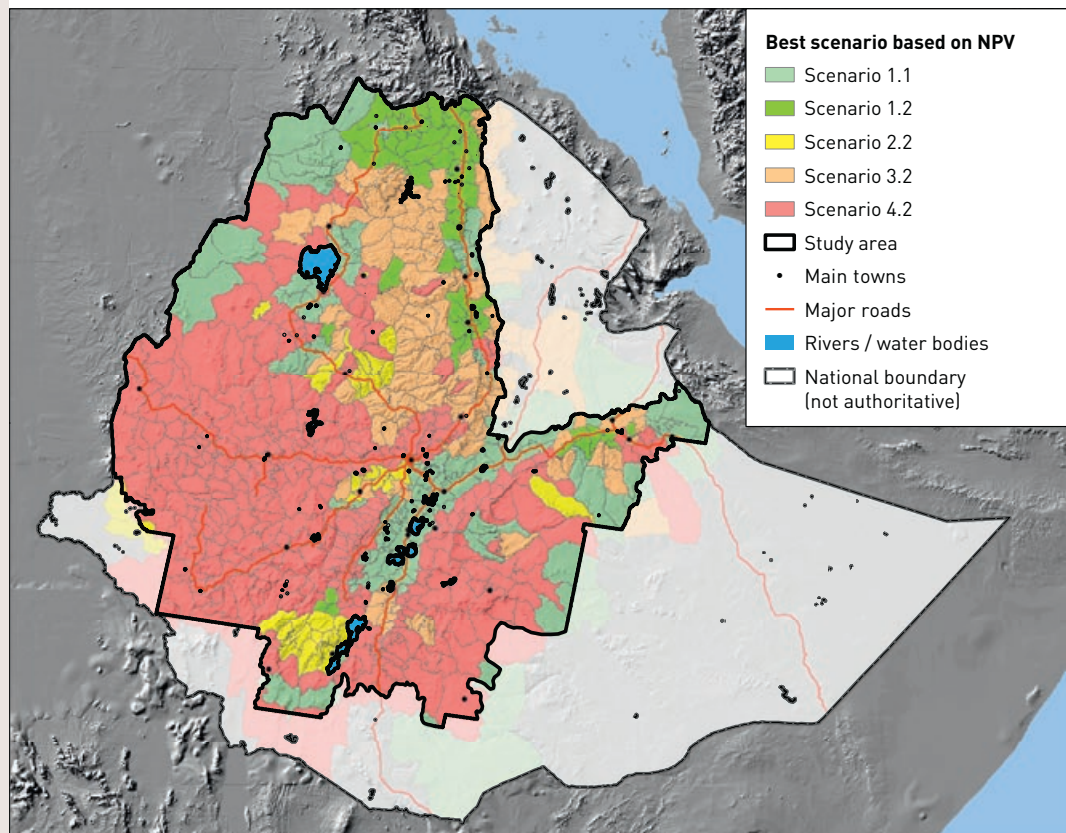 Best scenario based on NPV
Scenario 1.1
Scenario 1.2
Scenario 2.2
Scenario 3.2
Scenario 4.2
Study area
Main towns
Major roads
Rivers / water bodies
National boundary
(not authoritative)